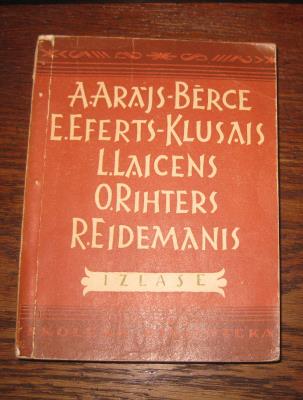 A.ARĀJS-BĒRCE
E.EFERTS-KLUSAIS
L.LAICENS
O.RIHTERS
R.EIDEMANIS
IZLASE